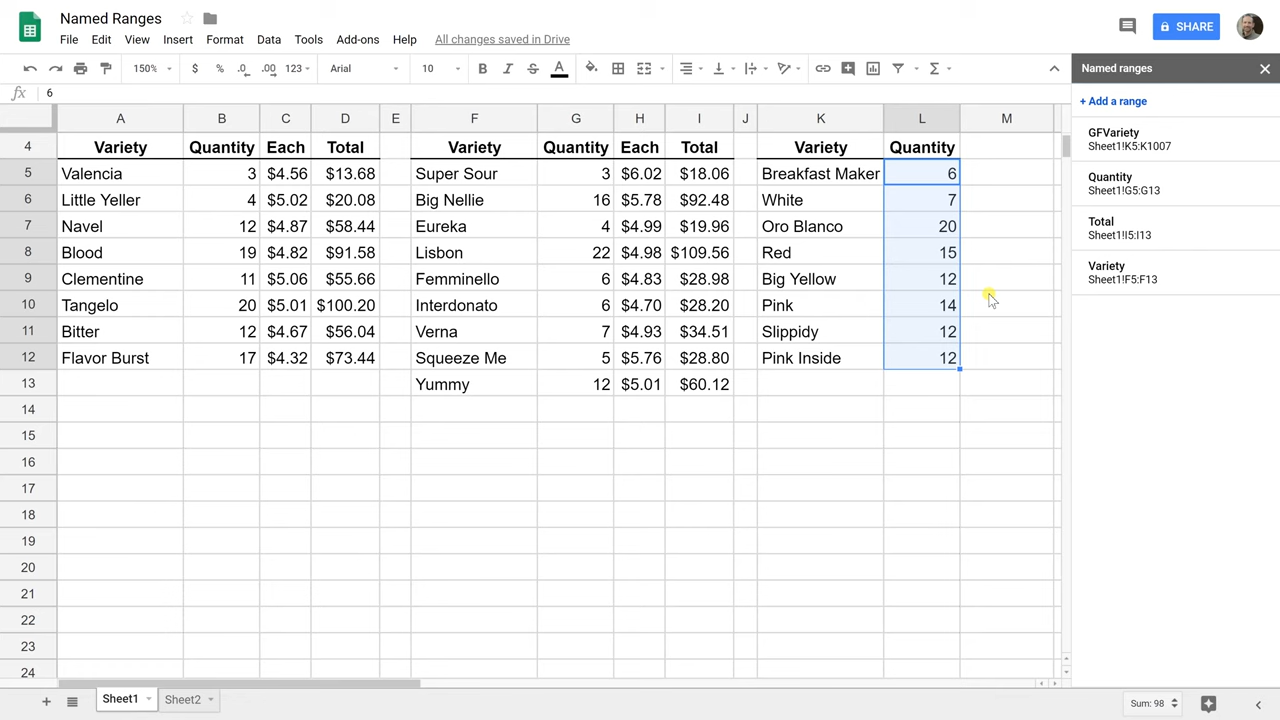 Named Ranges
File Edit View Insert Format Data Tools Add-ons Help All changes saved in Drive
SHARE
150% $ % .0 .00 123 Arial 10 B I S A
Named ranges
fx 6
+ Add a range
GFVariety
Sheet1!K5:K1007
Quantity
Sheet1!G5:G13
Total
Sheet1!I5:I13
Variety
Sheet1!F5:F13
A B C D E F G H I J K L M
4 Variety Quantity Each Total Variety Quantity Each Total Variety Quantity
5 Valencia 3 $4.56 $13.68 Super Sour 3 $6.02 $18.06 Breakfast Maker 6
6 Little Yeller 4 $5.02 $20.08 Big Nellie 16 $5.78 $92.48 White 7
7 Navel 12 $4.87 $58.44 Eureka 4 $4.99 $19.96 Oro Blanco 20
8 Blood 19 $4.82 $91.58 Lisbon 22 $4.98 $109.56 Red 15
9 Clementine 11 $5.06 $55.66 Femminello 6 $4.83 $28.98 Big Yellow 12
10 Tangelo 20 $5.01 $100.20 Interdonato 6 $4.70 $28.20 Pink 14
11 Bitter 12 $4.67 $56.04 Verna 7 $4.93 $34.51 Slippidy 12
12 Flavor Burst 17 $4.32 $73.44 Squeeze Me 5 $5.76 $28.80 Pink Inside 12
13 Yummy 12 $5.01 $60.12
14
15
16
17
18
19
20
21
22
23
24
Sheet1 Sheet2 Sum: 98